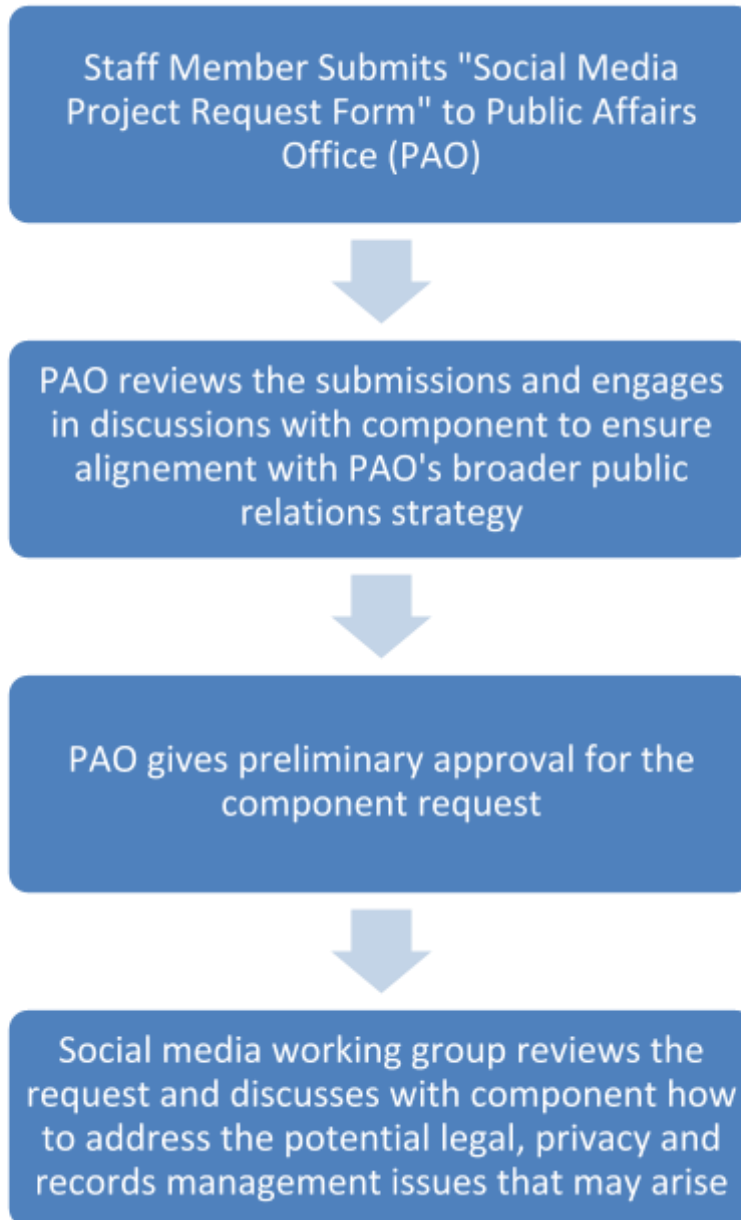 Staff Member Submits "Social Media
Project Request Form" to Public Affairs
Office (PAO)
PAO reviews the submissions and engages
in discussions with component to ensure
alignement with PAO's broader public
relations strategy
PAO gives preliminary approval for the
component request
Social media working group reviews the
request and discusses with component how
to address the potential legal, privacy and
records management issues that may arise